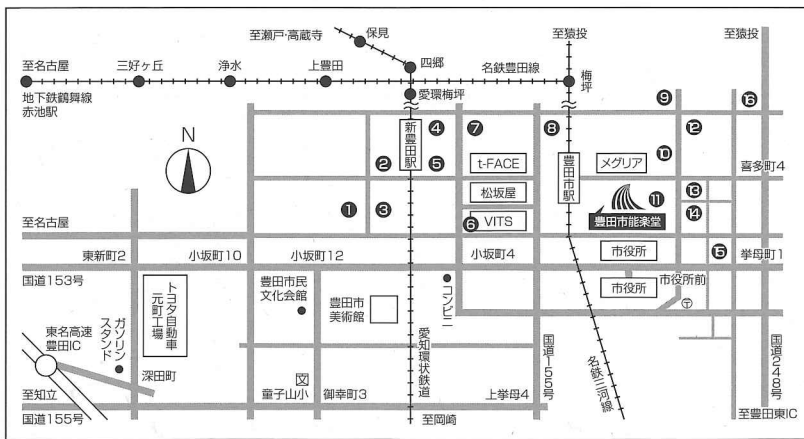 至瀬戸・高蔵寺
保見
至猿投
至猿投
四郷
至名古屋
三好ヶ丘
浄水
上豊田
名鉄豊田線
梅坪
地下鉄鶴舞線
赤池駅
愛環梅坪
N
新豊田駅
豊田市駅
❹
❼
❽
❾
⓰
⓬
❷
❺
t-FACE
メグリア
❿
喜多町4
松坂屋
⓫
⓭
❶
❸
❻
VITS
豊田市能楽堂
⓮
至名古屋
東新町2
小坂町10
小坂町12
小坂町4
市役所
⓯
挙母町1
国道153号
トヨタ自動車
元町工場
豊田市民
文化会館
豊田市
美術館
コンビニ
市役所
市役所前
〒
東名高速
豊田IC
ガソリン
スタンド
深田町
愛知環状鉄道
国道155号
名鉄三河線
国道248号
文
童子山小
御幸町3
上挙母4
至知立
国道155号
至岡崎
至豊田東IC